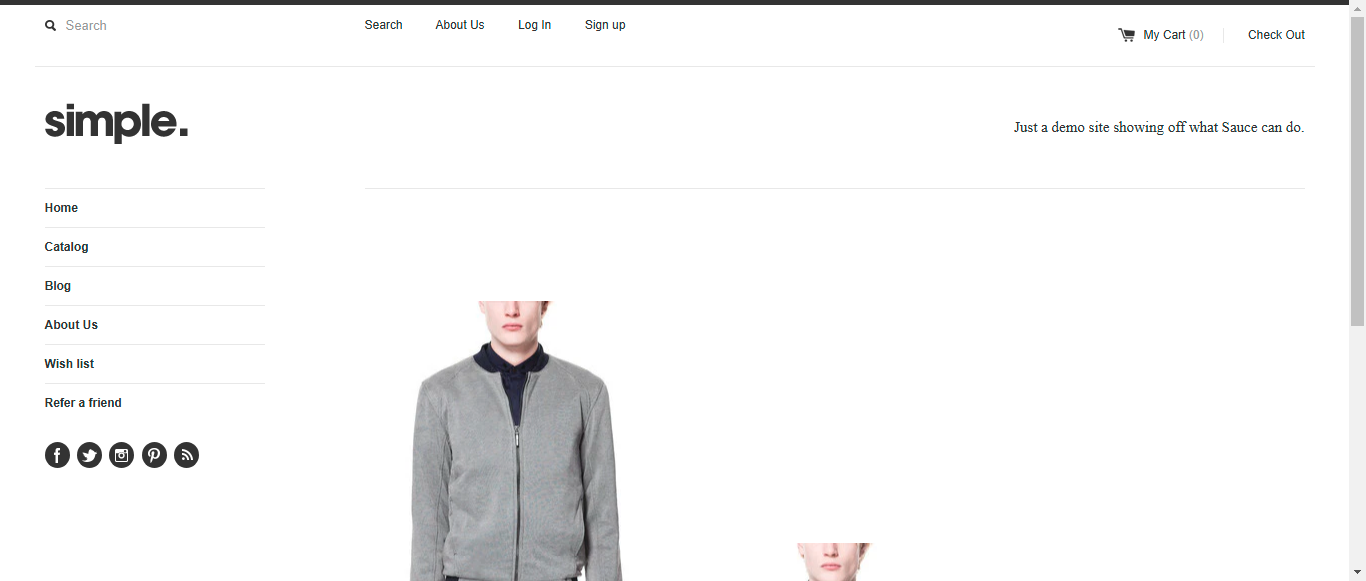 Search
Search About Us Log In Sign up
My Cart (0) Check Out
simple.
Just a demo site showing off what Sauce can do.
Home
Catalog
Blog
About Us
Wish list
Refer a friend